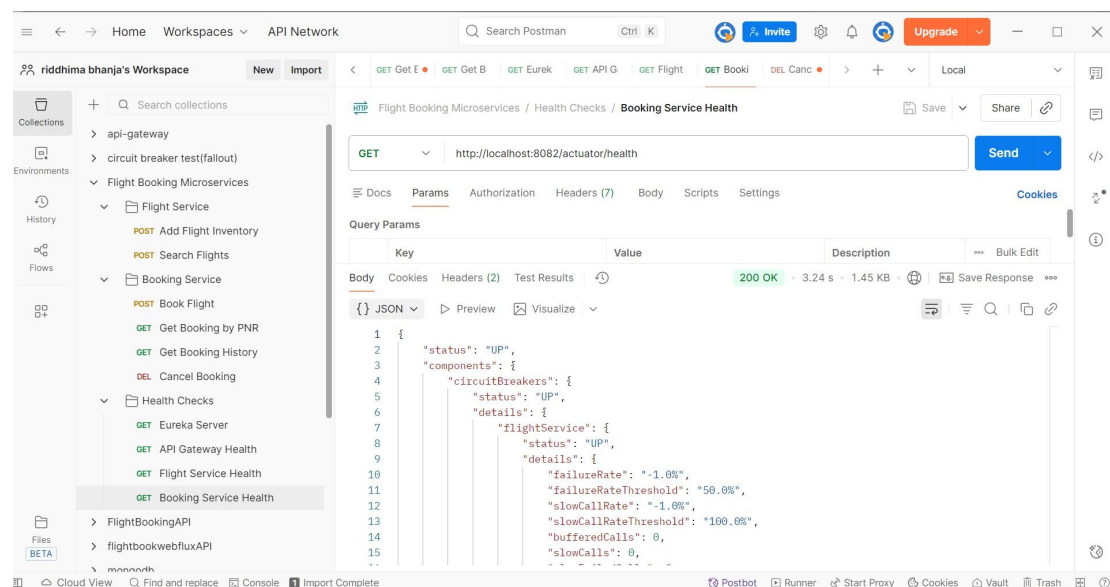 Home Workspaces API Network Search Postman Ctrl K Invite Upgrade
riddhima bhanja's Workspace New Import GET Get E GET Get B GET Eurek GET API G GET Flight GET Booki DEL Canc Local
Collections
Environments
History
Flows
Files
BETA
Search collections
api-gateway
circuit breaker test(fallout)
Flight Booking Microservices
Flight Service
POST Add Flight Inventory
POST Search Flights
Booking Service
POST Book Flight
GET Get Booking by PNR
GET Get Booking History
DEL Cancel Booking
Health Checks
GET Eureka Server
GET API Gateway Health
GET Flight Service Health
GET Booking Service Health
FlightBookingAPI
flightbookwebfluxAPI
mongodb
HTTP Flight Booking Microservices / Health Checks / Booking Service Health Save Share
GET http://localhost:8082/actuator/health Send
Docs Params Authorization Headers (7) Body Scripts Settings Cookies
Query Params
Key Value Description Bulk Edit
Body Cookies Headers (2) Test Results 200 OK 3.24 s 1.45 KB e.g. Save Response
{} JSON Preview Visualize
1 {
2 "status": "UP",
3 "components": {
4 "circuitBreakers": {
5 "status": "UP",
6 "details": {
7 "flightService": {
8 "status": "UP",
9 "details": {
10 "failureRate": "-1.0%",
11 "failureRateThreshold": "50.0%",
12 "slowCallRate": "-1.0%",
13 "slowCallRateThreshold": "100.0%",
14 "bufferedCalls": 0,
15 "slowCalls": 0,
Cloud View Find and replace Console 1 Import Complete Postbot Runner Start Proxy Cookies Vault Trash